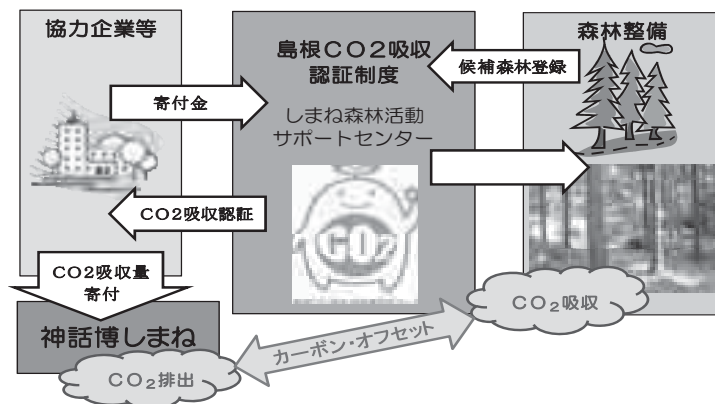 協力企業等
寄付金
CO2吸収認証
CO2吸収量
寄付
神話博しまね
CO₂排出
島根CO2吸収
認証制度
しまね森林活動
サポートセンター
CO2
森林整備
候補森林登録
CO₂吸収
カーボン・オフセット